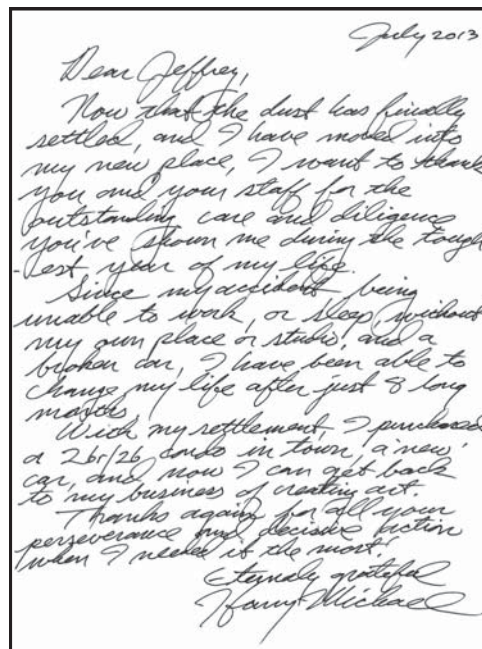 July 2013
Dear Jeffrey,
Now that the dust has finally
settled, and I have moved into
my new place, I want to thank
you and your staff for the
outstanding care and diligence
you've shown me during the tough
-est year of my life.
Since my accident, being
unable to work, or sleep, without
my own place or studio, and a
broken car, I have been able to
change my life after just 8 long
months.
With my settlement, I purchased
a 2br/2b condo in town, a new
car, and now I can get back
to my business of creating art.
Thanks again for all your
perseverance and decisive action
when I needed it the most!
Eternaly grateful
Harry Michael